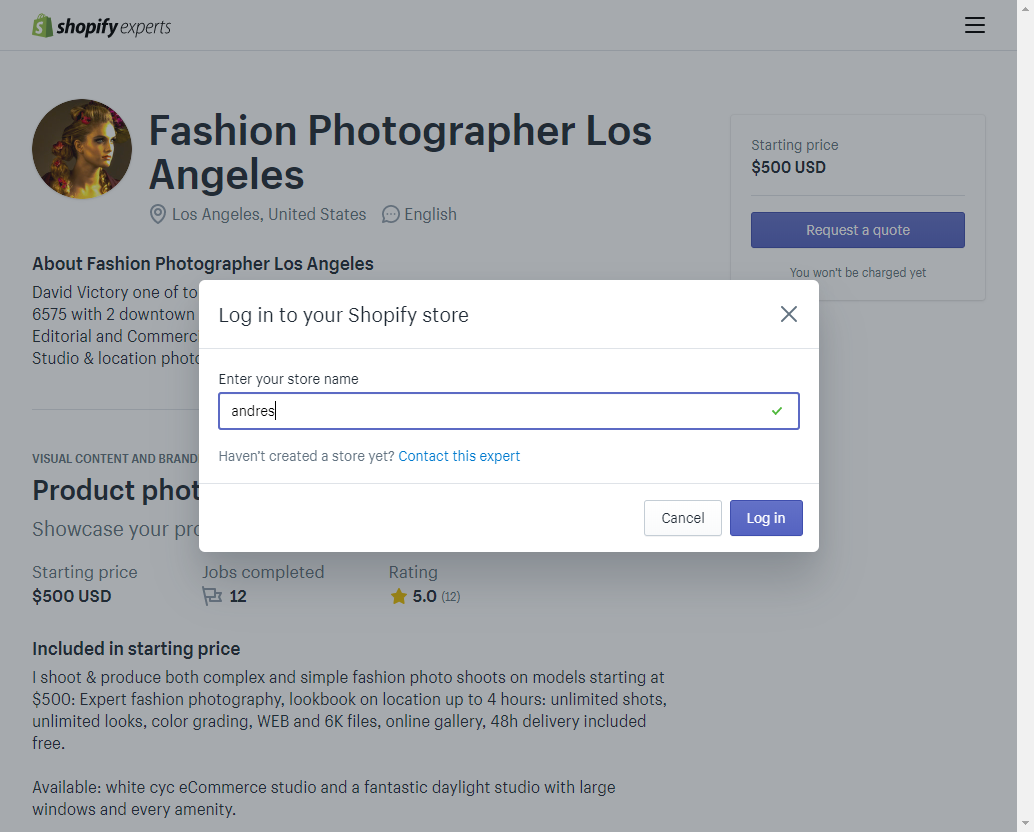 shopify experts
Fashion Photographer Los
Angeles
Los Angeles, United States English
Starting price
$500 USD
Request a quote
You won't be charged yet
About Fashion Photographer Los Angeles
David Victory one of to
6575 with 2 downtown
Editorial and Commerc
Studio & location photo
Log in to your Shopify store
Enter your store name
andres
Haven't created a store yet? Contact this expert
Cancel
Log in
VISUAL CONTENT AND BRAND
Product phot
Showcase your pro
Starting price Jobs completed Rating
$500 USD 12 5.0 (12)
Included in starting price
I shoot & produce both complex and simple fashion photo shoots on models starting at
$500: Expert fashion photography, lookbook on location up to 4 hours: unlimited shots,
unlimited looks, color grading, WEB and 6K files, online gallery, 48h delivery included
free.
Available: white cyc eCommerce studio and a fantastic daylight studio with large
windows and every amenity.